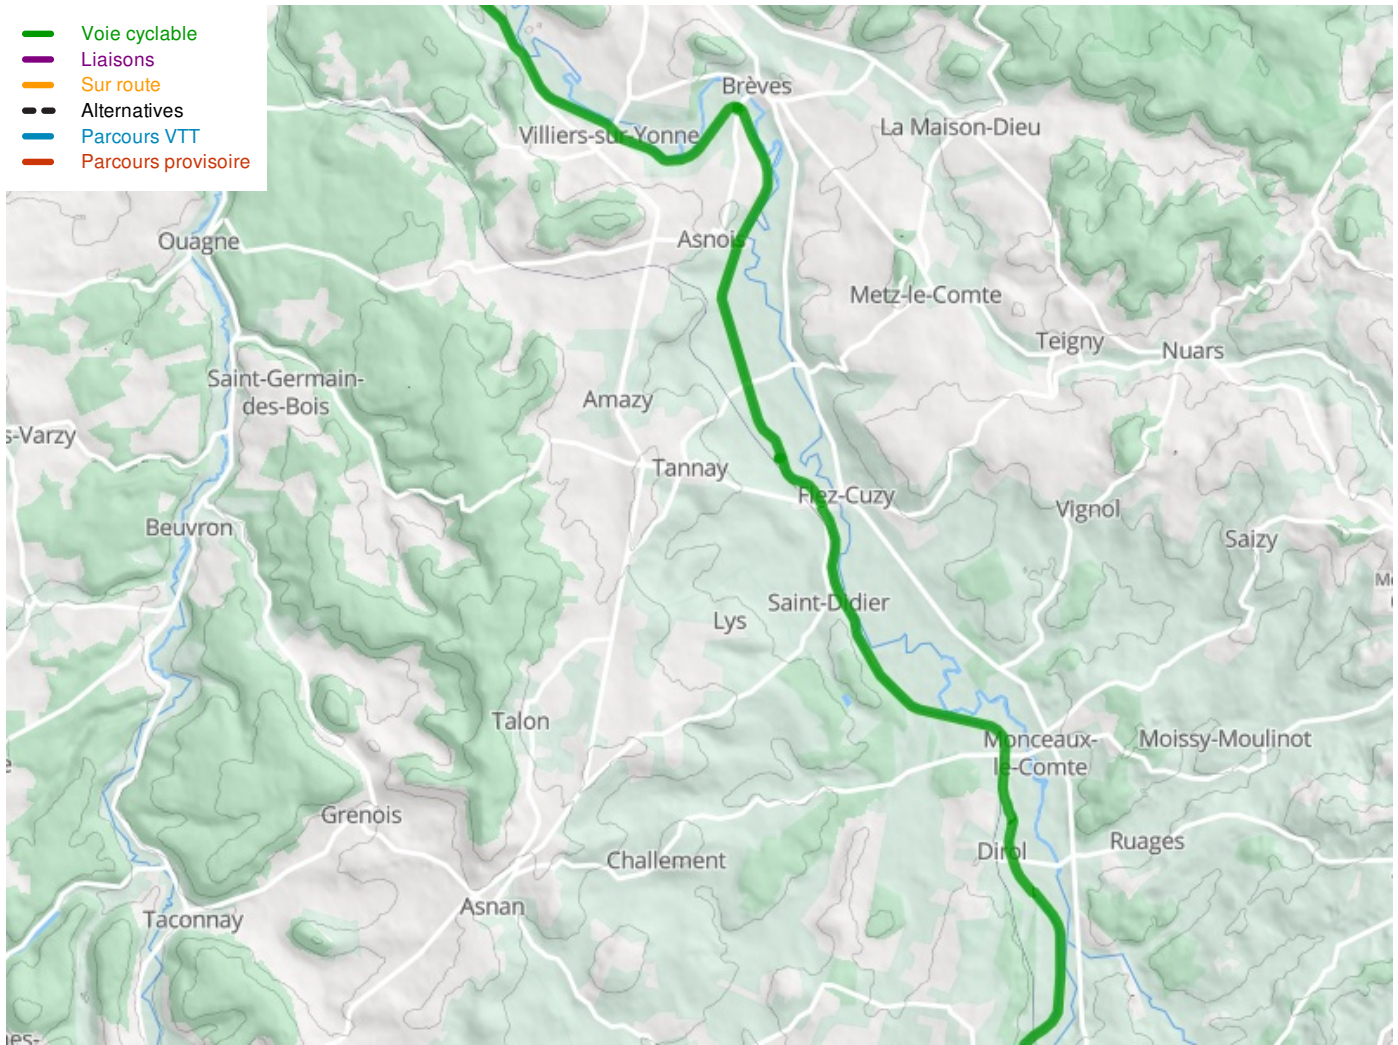 Voie cyclable
Liaisons
Sur route
Alternatives
Parcours VTT
Parcours provisoire
Brèves
Villiers-sur-Yonne
La Maison-Dieu
Ouagne
Asnois
Metz-le-Comte
Teigny
Nuars
Saint-Germain-
des-Bois
Amazy
s-Varzy
Tannay
Flez-Cuzy
Vignol
Beuvron
Saizy
Saint-Didier
Lys
Talon
Monceaux-
le-Comte
Moissy-Moulinot
Grenois
Challement
Dirol
Ruages
Asnan
Taconnay